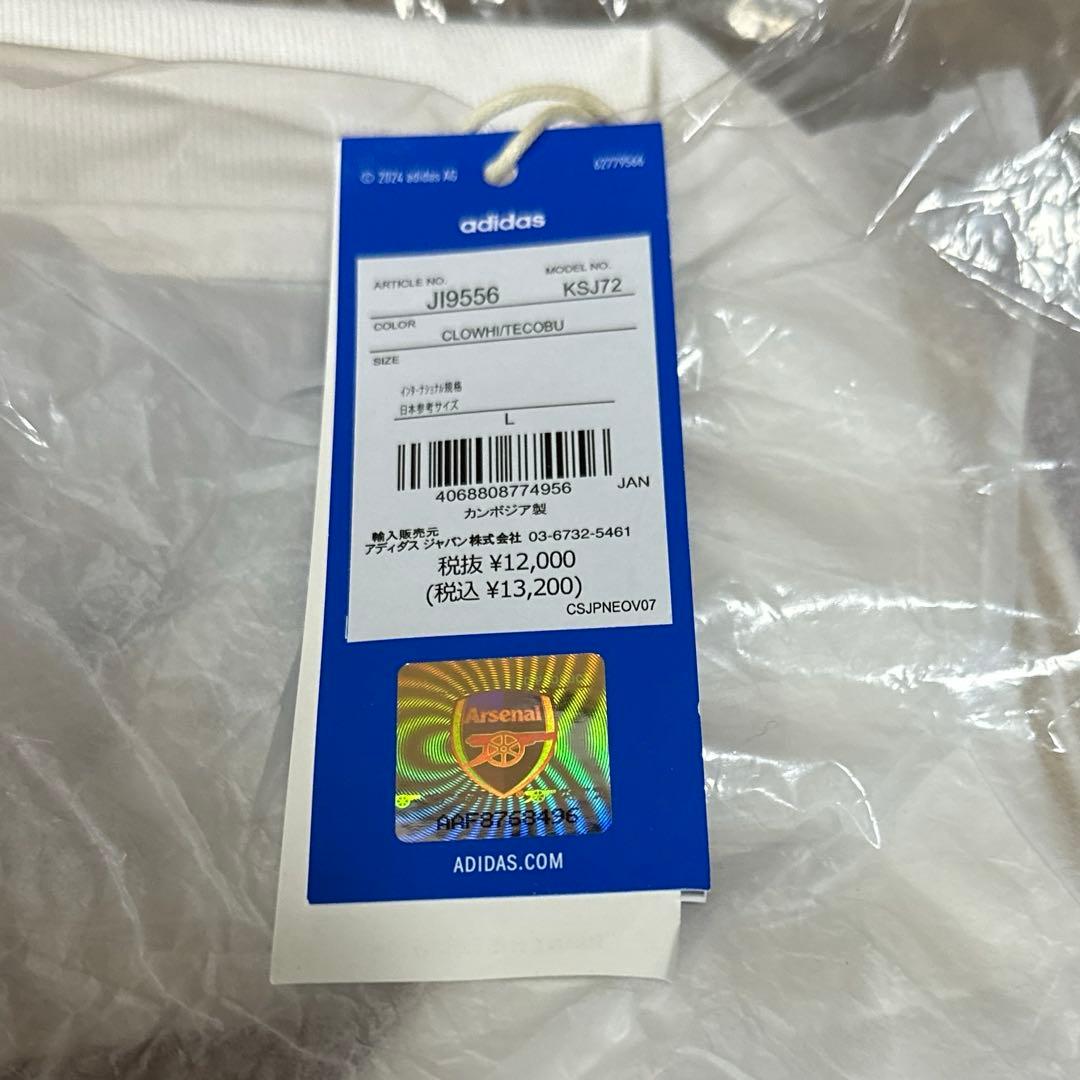 © 2024 adidas AG
62779566
adidas
ARTICLE NO.
MODEL NO.
JI9556
KSJ72
COLOR
CLOWHI/TECOBU
SIZE
インターナショナル規格
日本参考サイズ
L
4068808774956
JAN
カンボジア製
輸入販売元
アディダス ジャパン株式会社 03-6732-5461
税抜 ¥12,000
(税込 ¥13,200)
CSJPNEOV07
Arsenal
AAF8768496
ADIDAS.COM